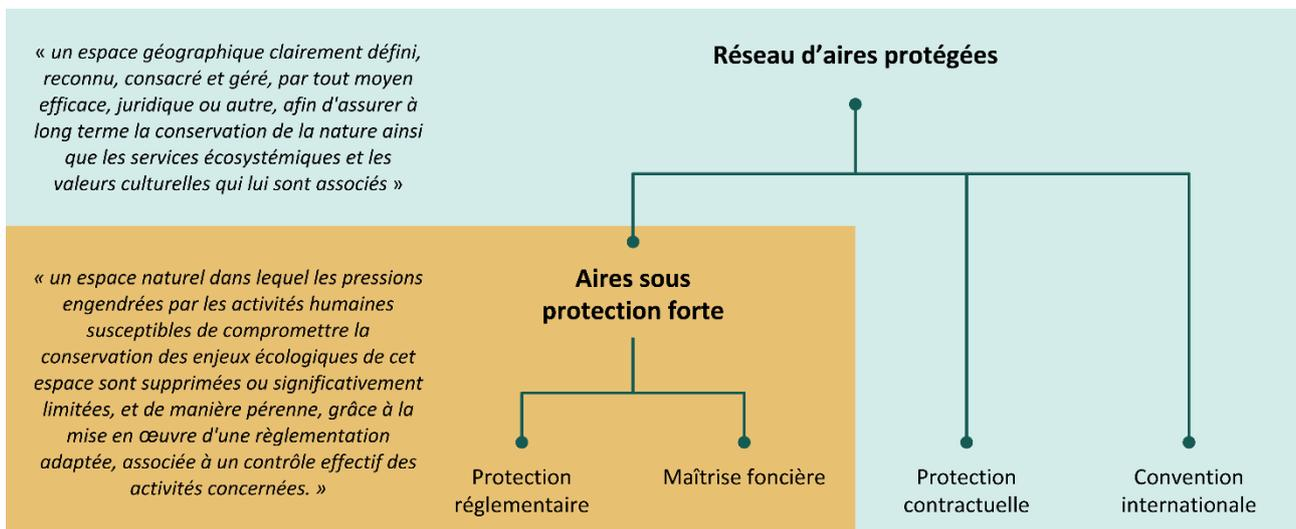 « un espace géographique clairement défini,
reconnu, consacré et géré, par tout moyen
efficace, juridique ou autre, afin d'assurer à
long terme la conservation de la nature ainsi
que les services écosystémiques et les
valeurs culturelles qui lui sont associés »
Réseau d’aires protégées
« un espace naturel dans lequel les pressions
engendrées par les activités humaines
susceptibles de compromettre la
conservation des enjeux écologiques de cet
espace sont supprimées ou significativement
limitées, et de manière pérenne, grâce à la
mise en œuvre d'une règlementation
adaptée, associée à un contrôle effectif des
activités concernées. »
Aires sous
protection forte
Protection
réglementaire
Maîtrise foncière
Protection
contractuelle
Convention
internationale